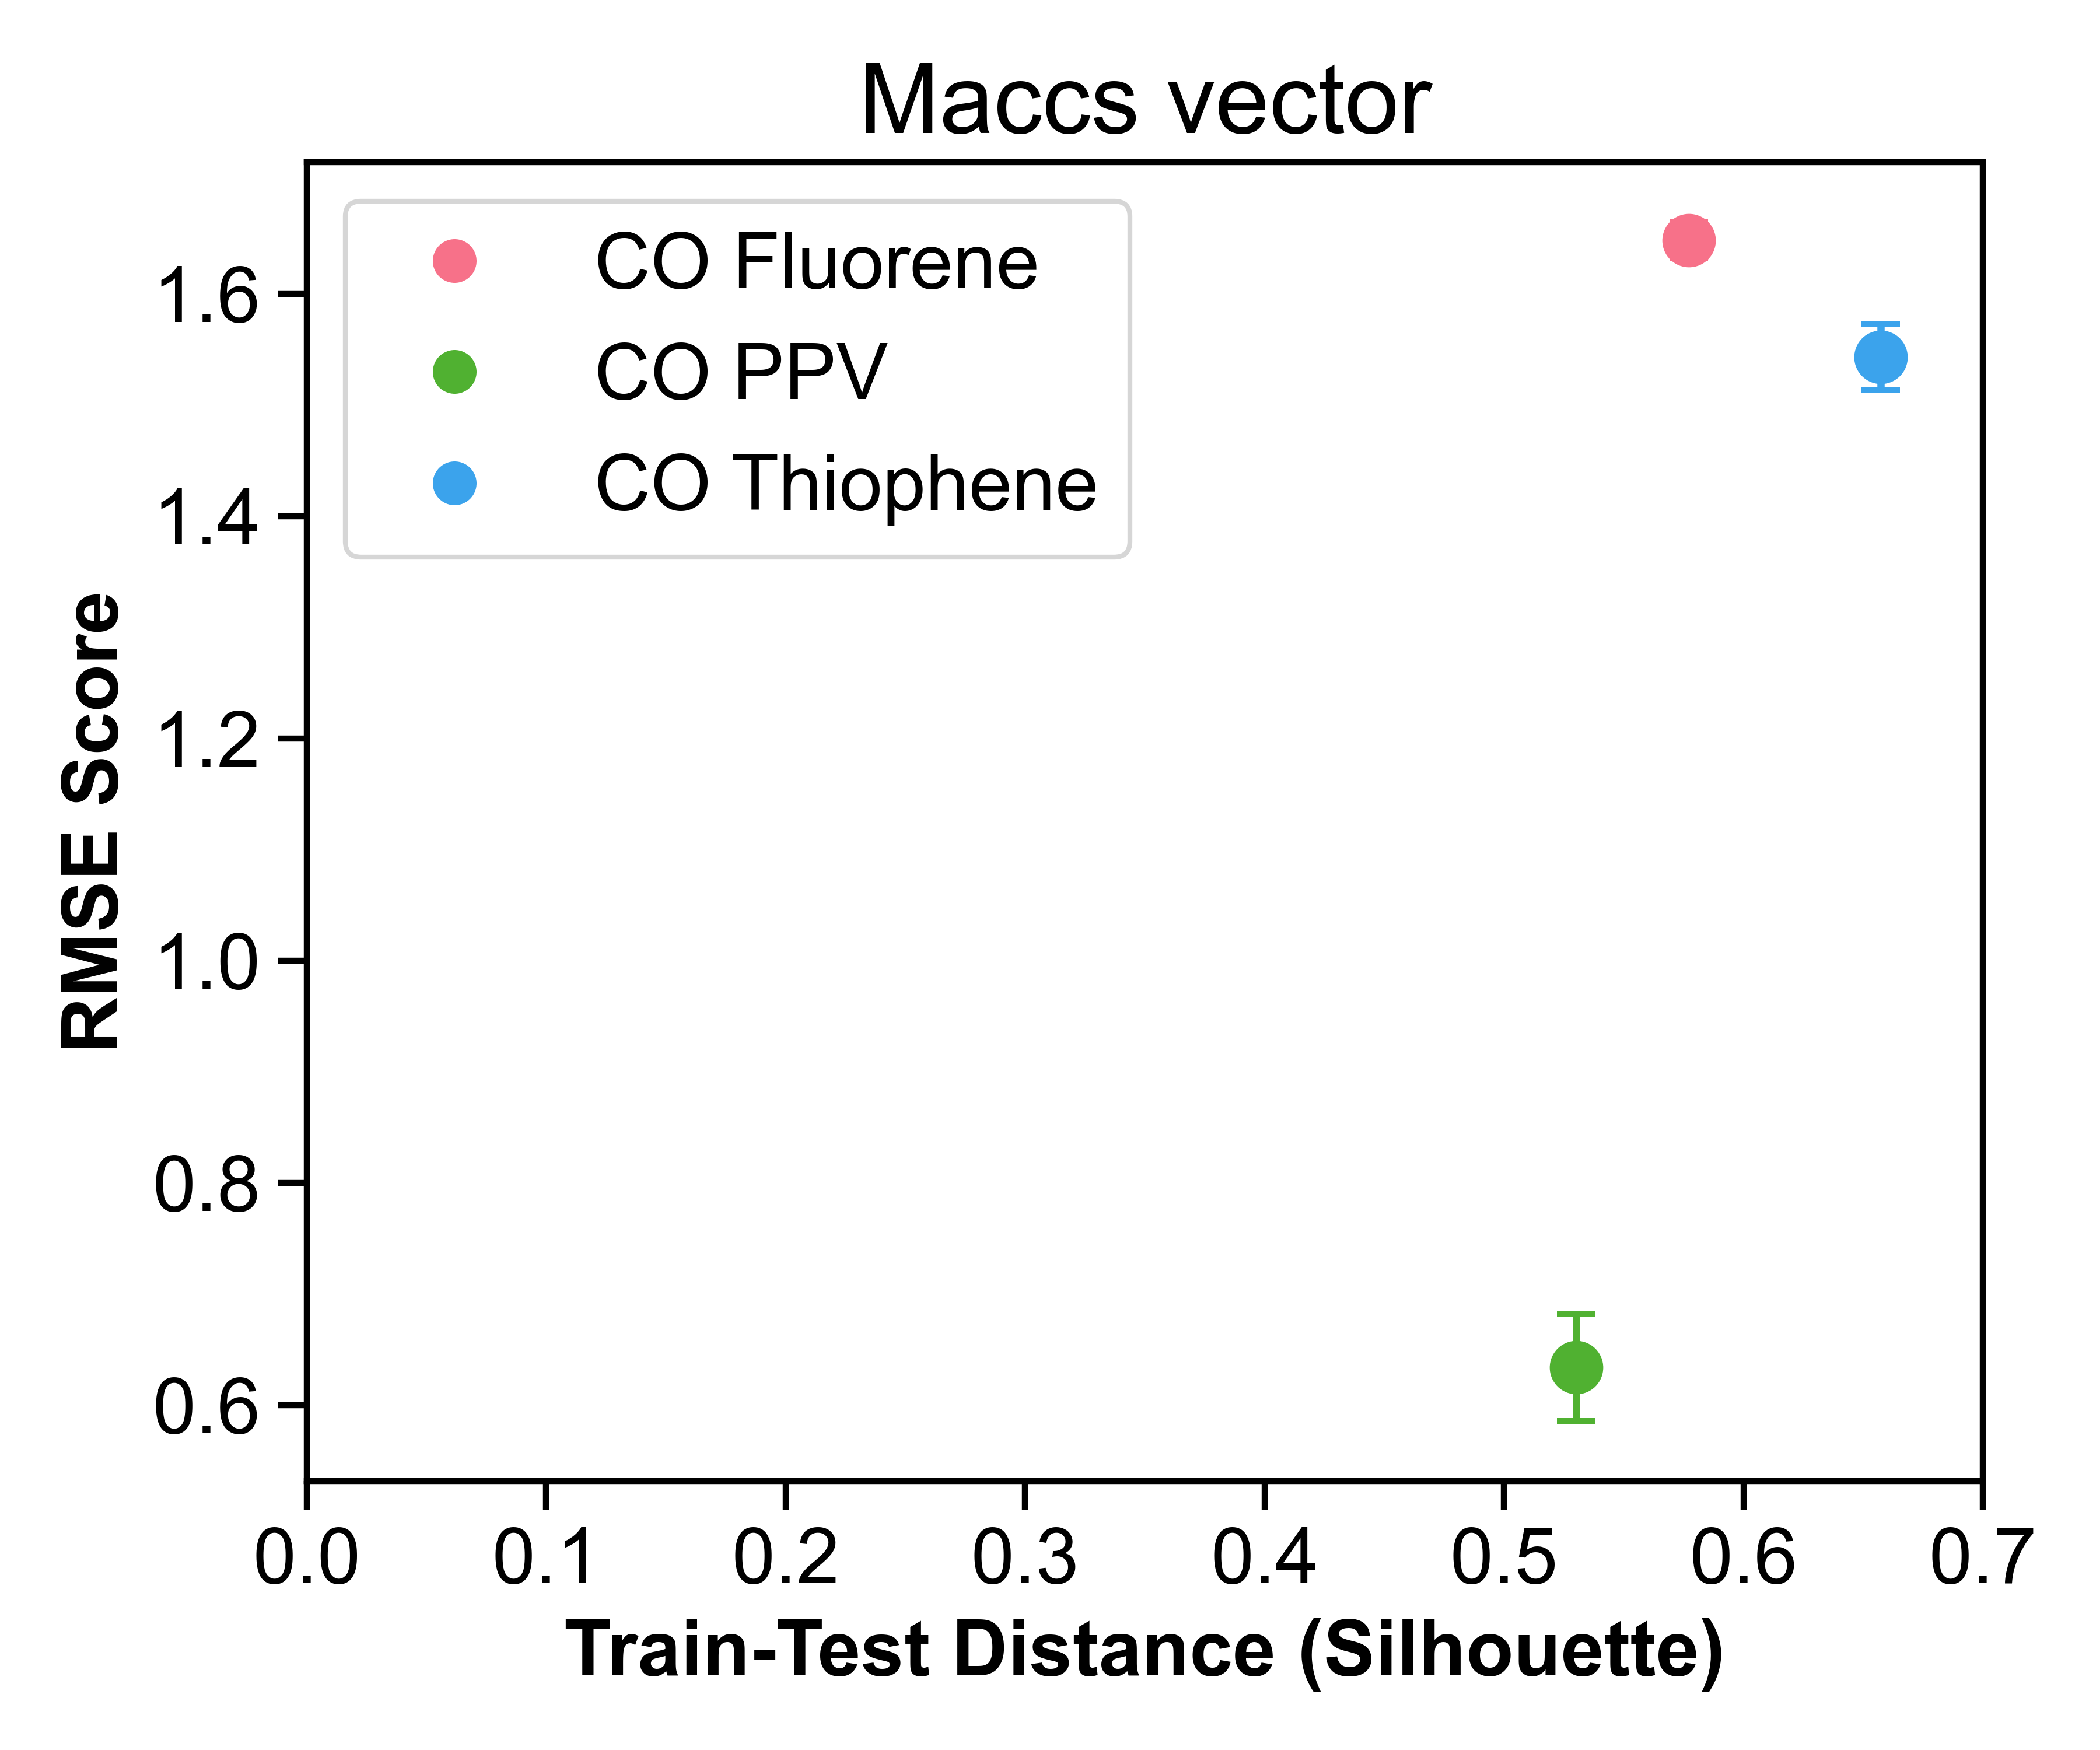 Maccs vector
CO Fluorene
CO PPV
CO Thiophene
RMSE Score
1.6
1.4
1.2
1.0
0.8
0.6
0.0 0.1 0.2 0.3 0.4 0.5 0.6 0.7
Train-Test Distance (Silhouette)